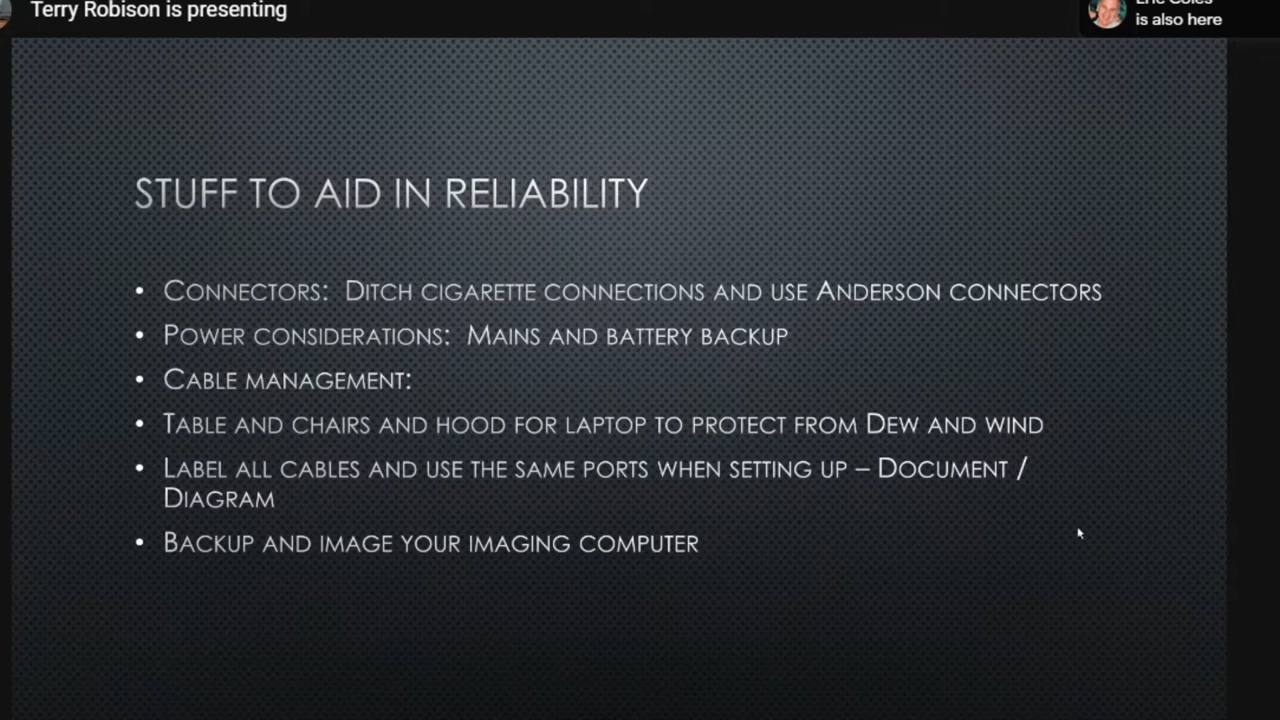 Terry Robison is presenting
is also here
STUFF TO AID IN RELIABILITY
• CONNECTORS: DITCH CIGARETTE CONNECTIONS AND USE ANDERSON CONNECTORS
• POWER CONSIDERATIONS: MAINS AND BATTERY BACKUP
• CABLE MANAGEMENT:
• TABLE AND CHAIRS AND HOOD FOR LAPTOP TO PROTECT FROM DEW AND WIND
• LABEL ALL CABLES AND USE THE SAME PORTS WHEN SETTING UP – DOCUMENT /
DIAGRAM
• BACKUP AND IMAGE YOUR IMAGING COMPUTER